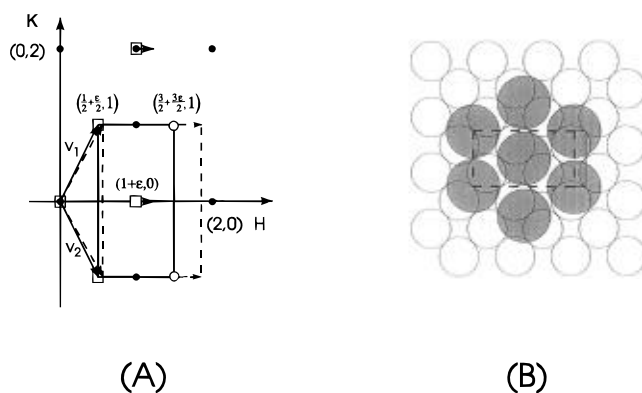 K
(0,2)
(½+ε/2,1) (3/2+3ε/2,1)
V₁
(1+ε,0)
(2,0) H
V₂
(A) (B)